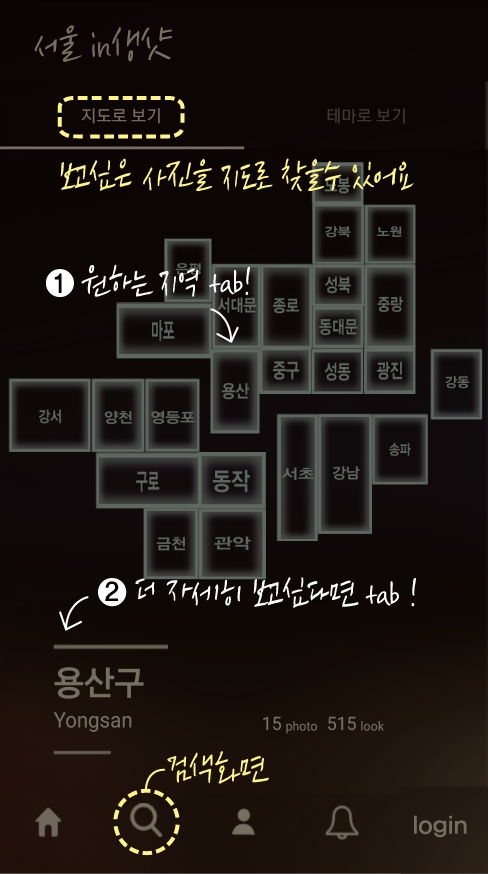 서울 in생샷
지도로 보기
테마로 보기
보고싶은 사진을 지도로 찾을수 있어요
도봉
강북
노원
은평
① 원하는 지역 tab!
서대문
종로
성북
중랑
마포
동대문
용산
중구
성동
광진
강동
강서
양천
영등포
서초
강남
송파
구로
동작
금천
관악
② 더 자세히 보고싶다면 tab !
용산구
Yongsan
15 photo 515 look
검색화면
login